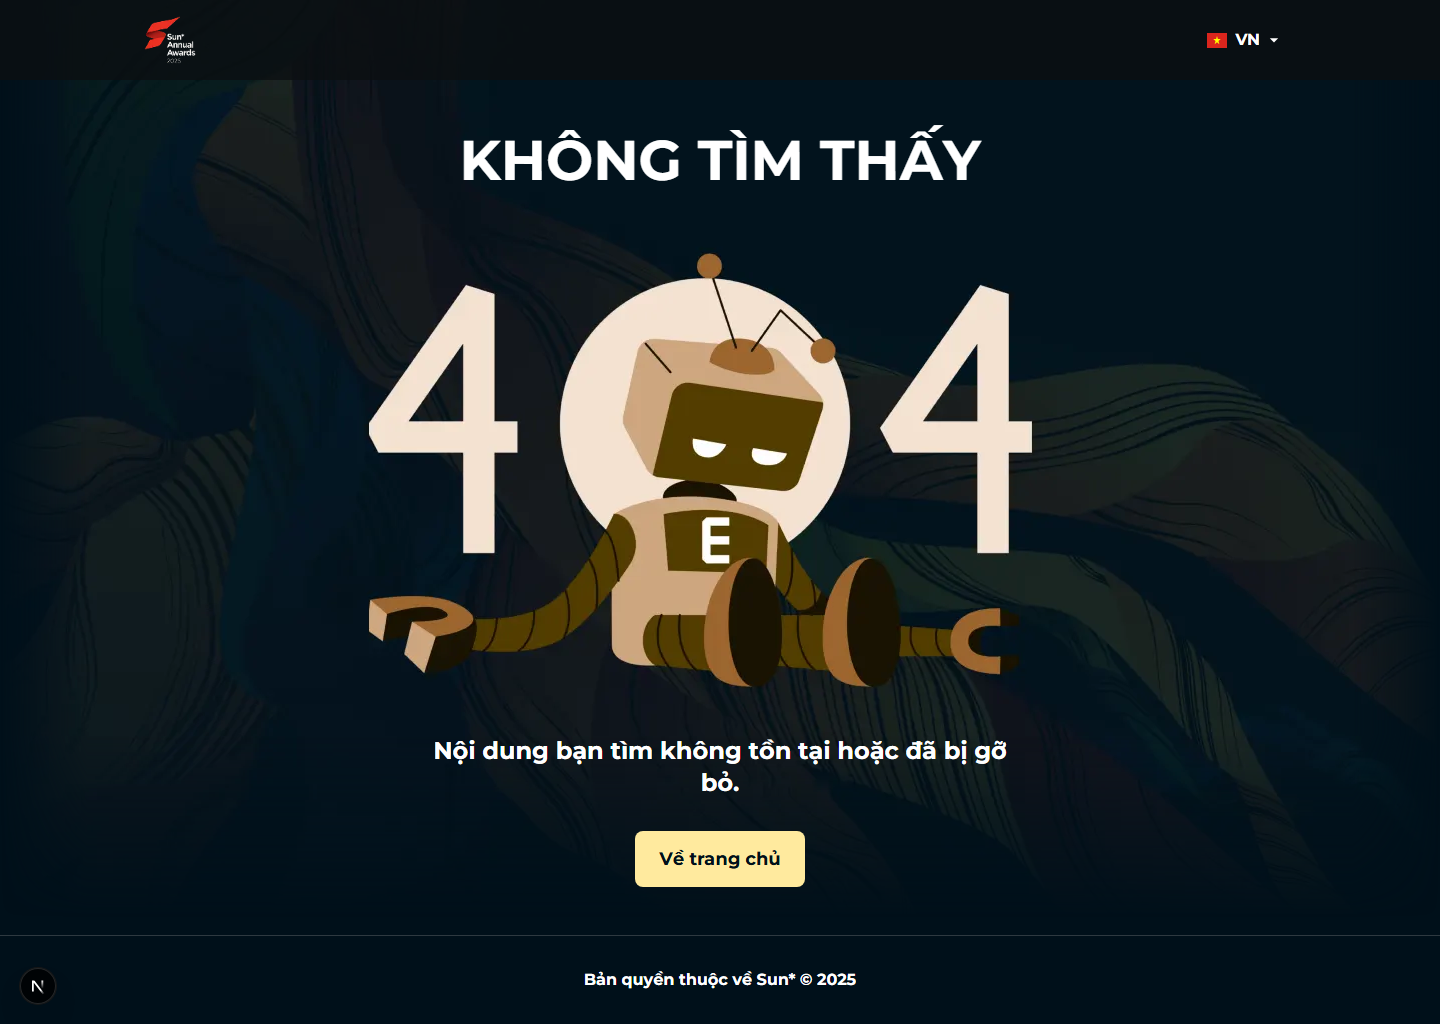 Sun*
Annual
Awards
2025
VN
KHÔNG TÌM THẤY
404
E
Nội dung bạn tìm không tồn tại hoặc đã bị gỡ
bỏ.
Về trang chủ
N
Bản quyền thuộc về Sun* © 2025